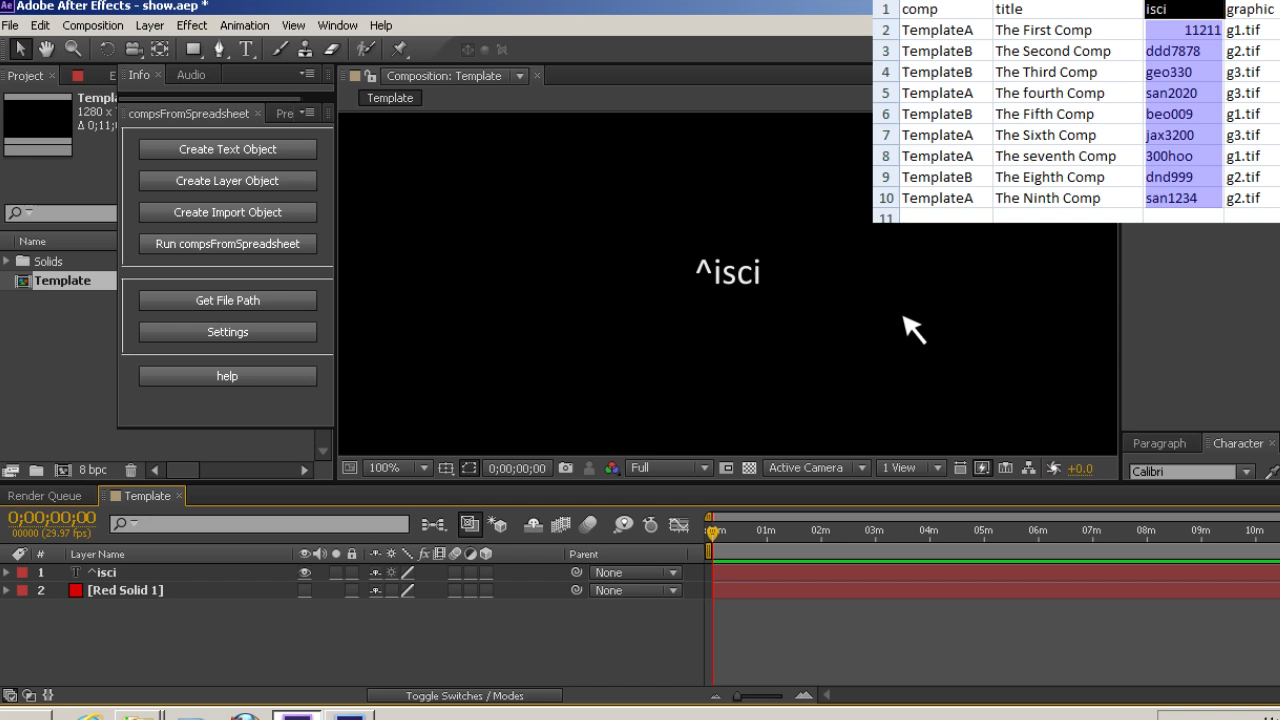 Adobe After Effects - show.aep *
File Edit Composition Layer Effect Animation View Window Help
Project
Info Audio
Composition: Template
Template
Templ
1280 x
Δ 0;11;
compsFromSpreadsheet Pre
Create Text Object
Create Layer Object
Create Import Object
Run compsFromSpreadsheet
Get File Path
Settings
help
Name
Solids
Template
8 bpc
1 comp title isci graphic
2 TemplateA The First Comp 11211 g1.tif
3 TemplateB The Second Comp ddd7878 g2.tif
4 TemplateB The Third Comp geo330 g3.tif
5 TemplateA The fourth Comp san2020 g3.tif
6 TemplateB The Fifth Comp beo009 g1.tif
7 TemplateA The Sixth Comp jax3200 g3.tif
8 TemplateA The seventh Comp 300hoo g1.tif
9 TemplateB The Eighth Comp dnd999 g2.tif
10 TemplateA The Ninth Comp san1234 g2.tif
11
^isci
100% 0;00;00;00 Full Active Camera 1 View +0.0
Paragraph Character
Calibri
Render Queue Template
0;00;00;00
00000 (29.97 fps)
01m 02m 03m 04m 05m 06m 07m 08m 09m 10m
# Layer Name Parent
1 T ^isci None
2 [Red Solid 1] None
Toggle Switches / Modes